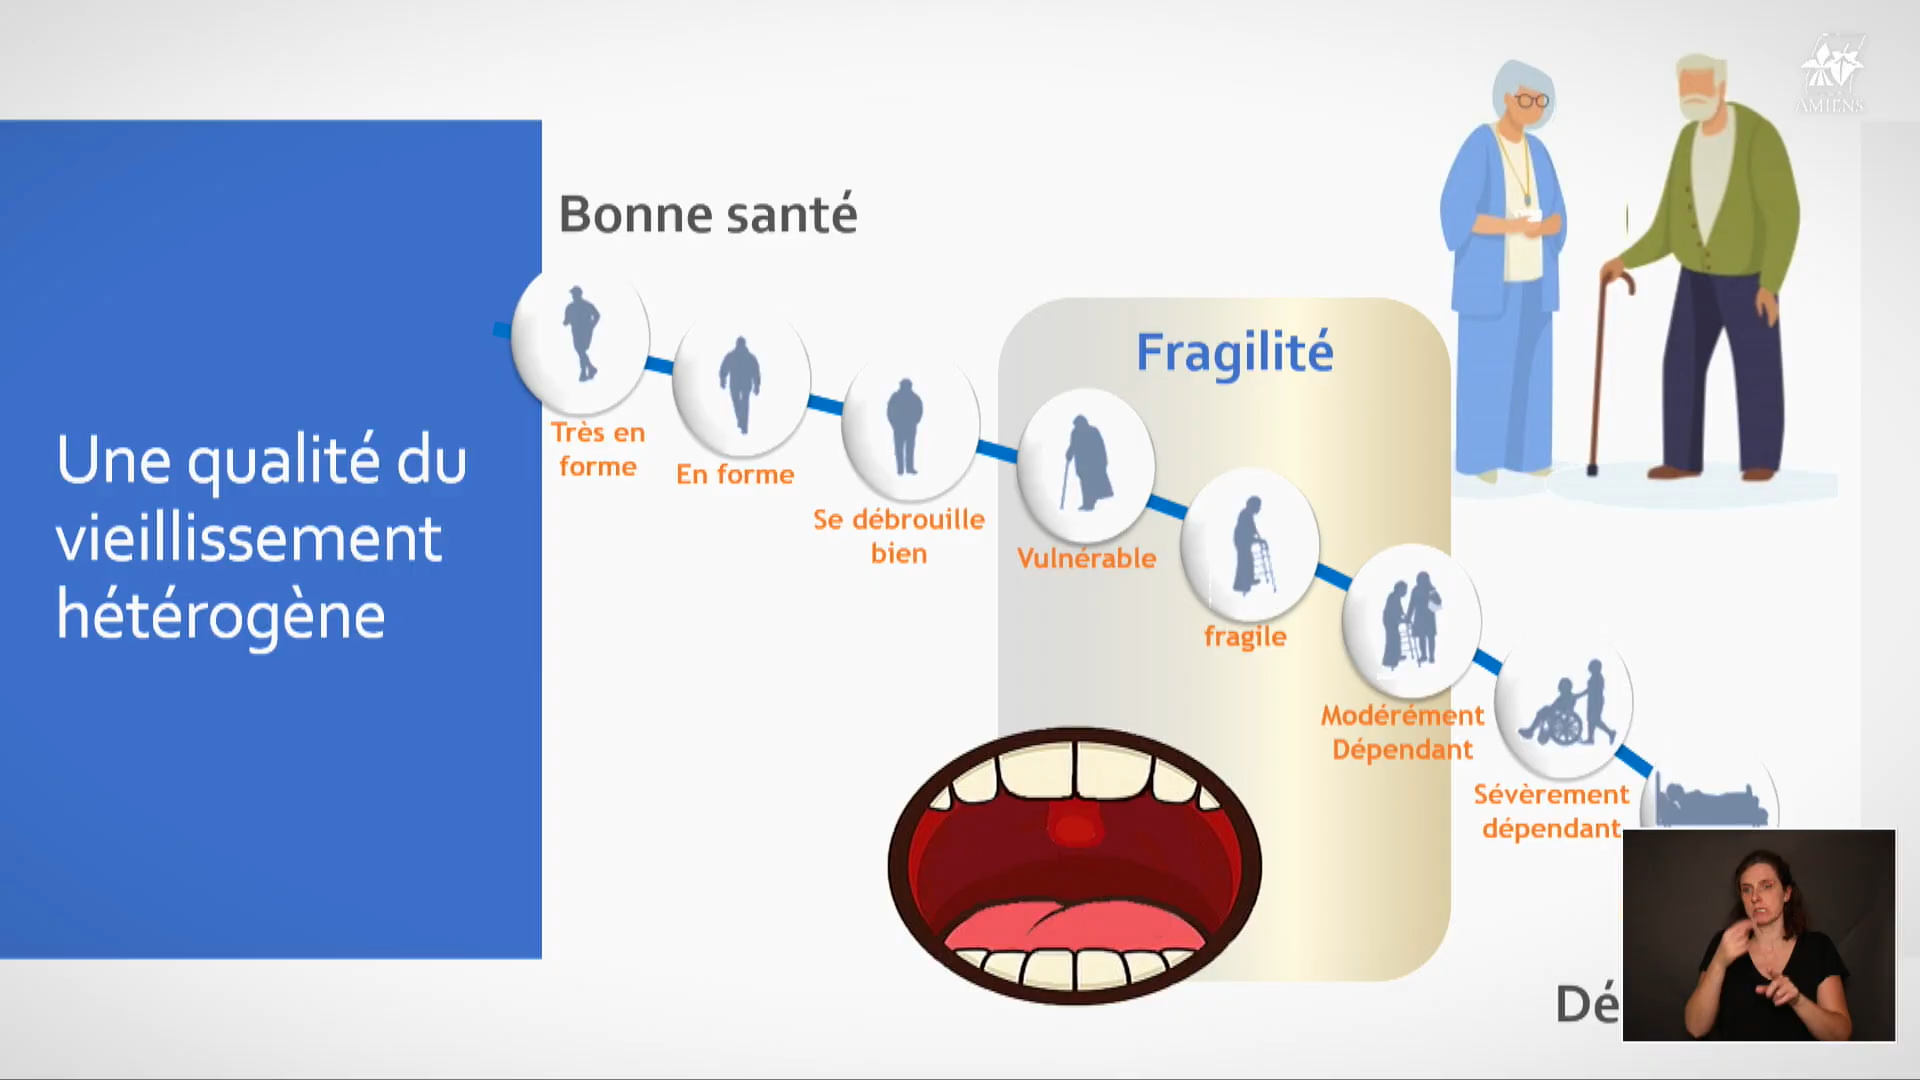 AMIENS
Bonne santé
Une qualité du
vieillissement
hétérogène
Fragilité
Très en
forme
En forme
Se débrouille
bien
Vulnérable
fragile
Modérément
Dépendant
Sévèrement
dépendant
Dé